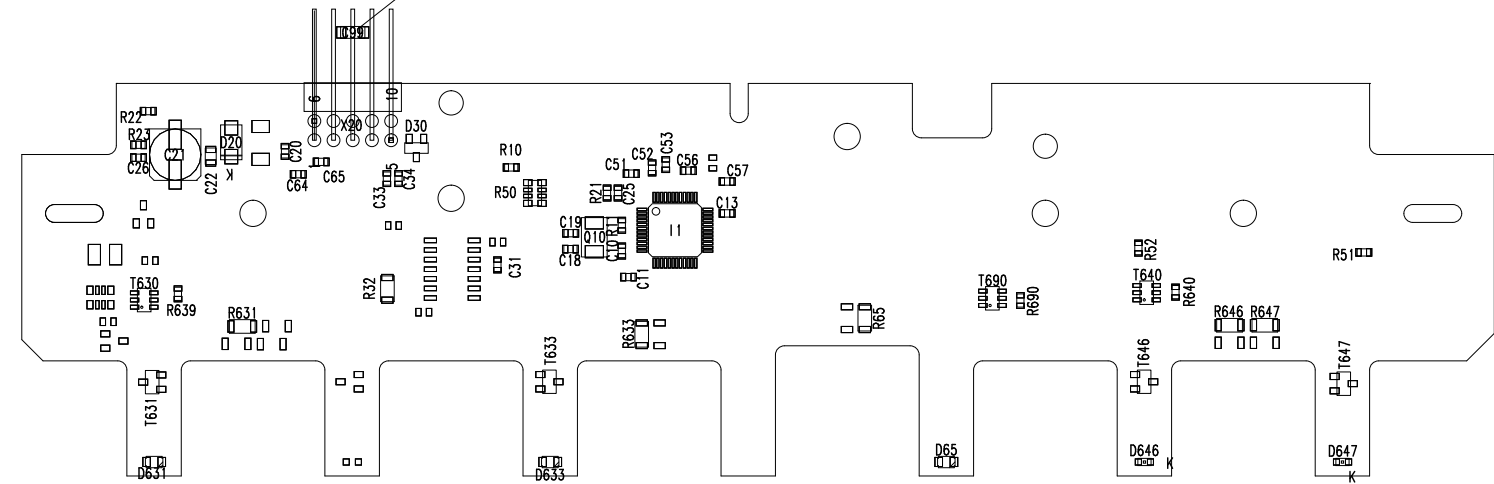 C99
6
10
R22
X20
D30
R23
D20
C21
C20
C26
C22
K
C64
1
C65
5
C33
C34
R10
R50
C51
C52
C53
C56
C57
R21
C25
C13
C19
R11
I1
Q10
C10
C18
C11
C31
R32
T630
R639
R631
R633
R65
T690
R690
R52
T640
R640
R51
R646
R647
T631
T633
T646
T647
D631
D633
D65
D646
K
D647
K